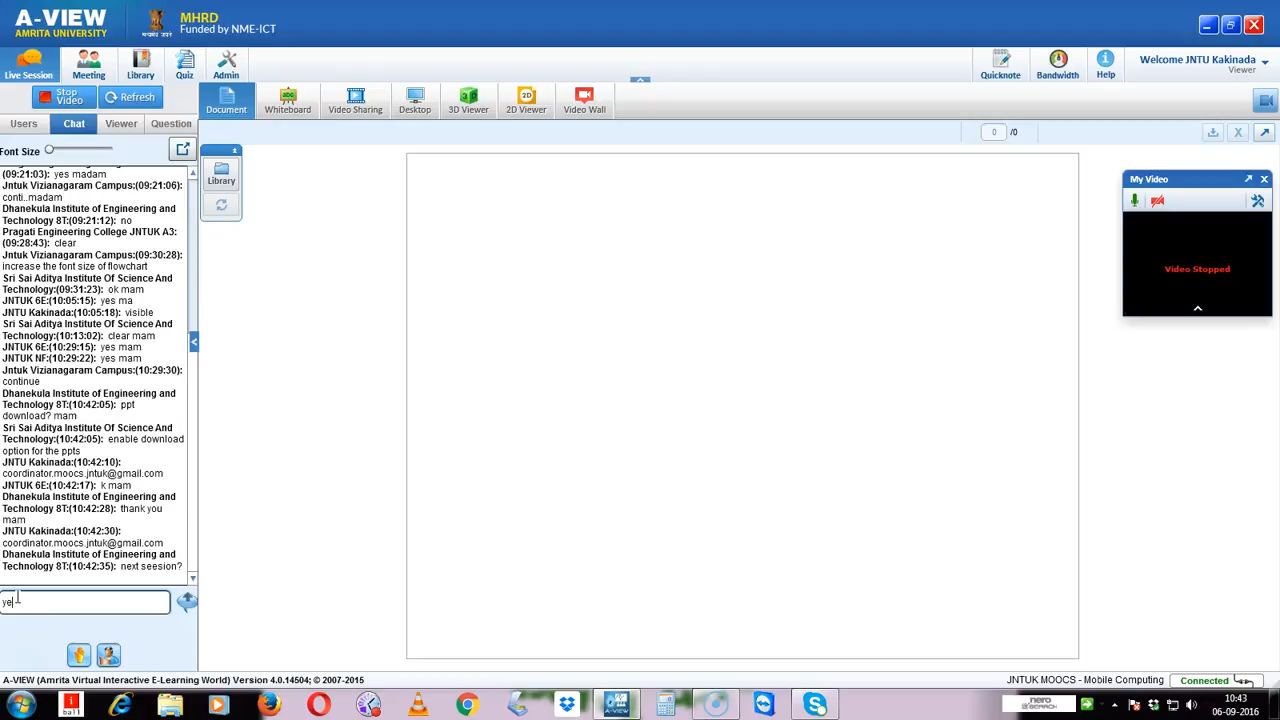 A-VIEW
AMRITA UNIVERSITY
MHRD
Funded by NME-ICT
Live Session
Meeting
Library
Quiz
Admin
Quicknote
Bandwidth
Help
Welcome JNTU Kakinada
Viewer
Stop
Video
Refresh
Document
Whiteboard
Video Sharing
Desktop
3D Viewer
2D Viewer
Video Wall
Users
Chat
Viewer
Question
0 /0
Font Size
Library
My Video
Video Stopped
(09:21:03): yes madam
Jntuk Vizianagaram Campus:(09:21:06):
conti..madam
Dhanekula Institute of Engineering and
Technology 8T:(09:21:12): no
Pragati Engineering College JNTUK A3:
(09:28:43): clear
Jntuk Vizianagaram Campus:(09:30:28):
increase the font size of flowchart
Sri Sai Aditya Institute Of Science And
Technology:(09:31:23): ok mam
JNTUK 6E:(10:05:15): yes ma
JNTU Kakinada:(10:05:18): visible
Sri Sai Aditya Institute Of Science And
Technology:(10:13:02): clear mam
JNTUK 6E:(10:29:15): yes mam
JNTUK NF:(10:29:22): yes mam
Jntuk Vizianagaram Campus:(10:29:30):
continue
Dhanekula Institute of Engineering and
Technology 8T:(10:42:05): ppt
download? mam
Sri Sai Aditya Institute Of Science And
Technology:(10:42:05): enable download
option for the ppts
JNTU Kakinada:(10:42:10):
coordinator.moocs.jntuk@gmail.com
JNTUK 6E:(10:42:17): k mam
Dhanekula Institute of Engineering and
Technology 8T:(10:42:28): thank you
mam
JNTU Kakinada:(10:42:30):
coordinator.moocs.jntuk@gmail.com
Dhanekula Institute of Engineering and
Technology 8T:(10:42:35): next seesion?
ye
A-VIEW (Amrita Virtual Interactive E-Learning World) Version 4.0.14504; © 2007-2015
JNTUK MOOCS - Mobile Computing
Connected
i
ball
A-VIEW
nero
SEARCH
10:43
06-09-2016